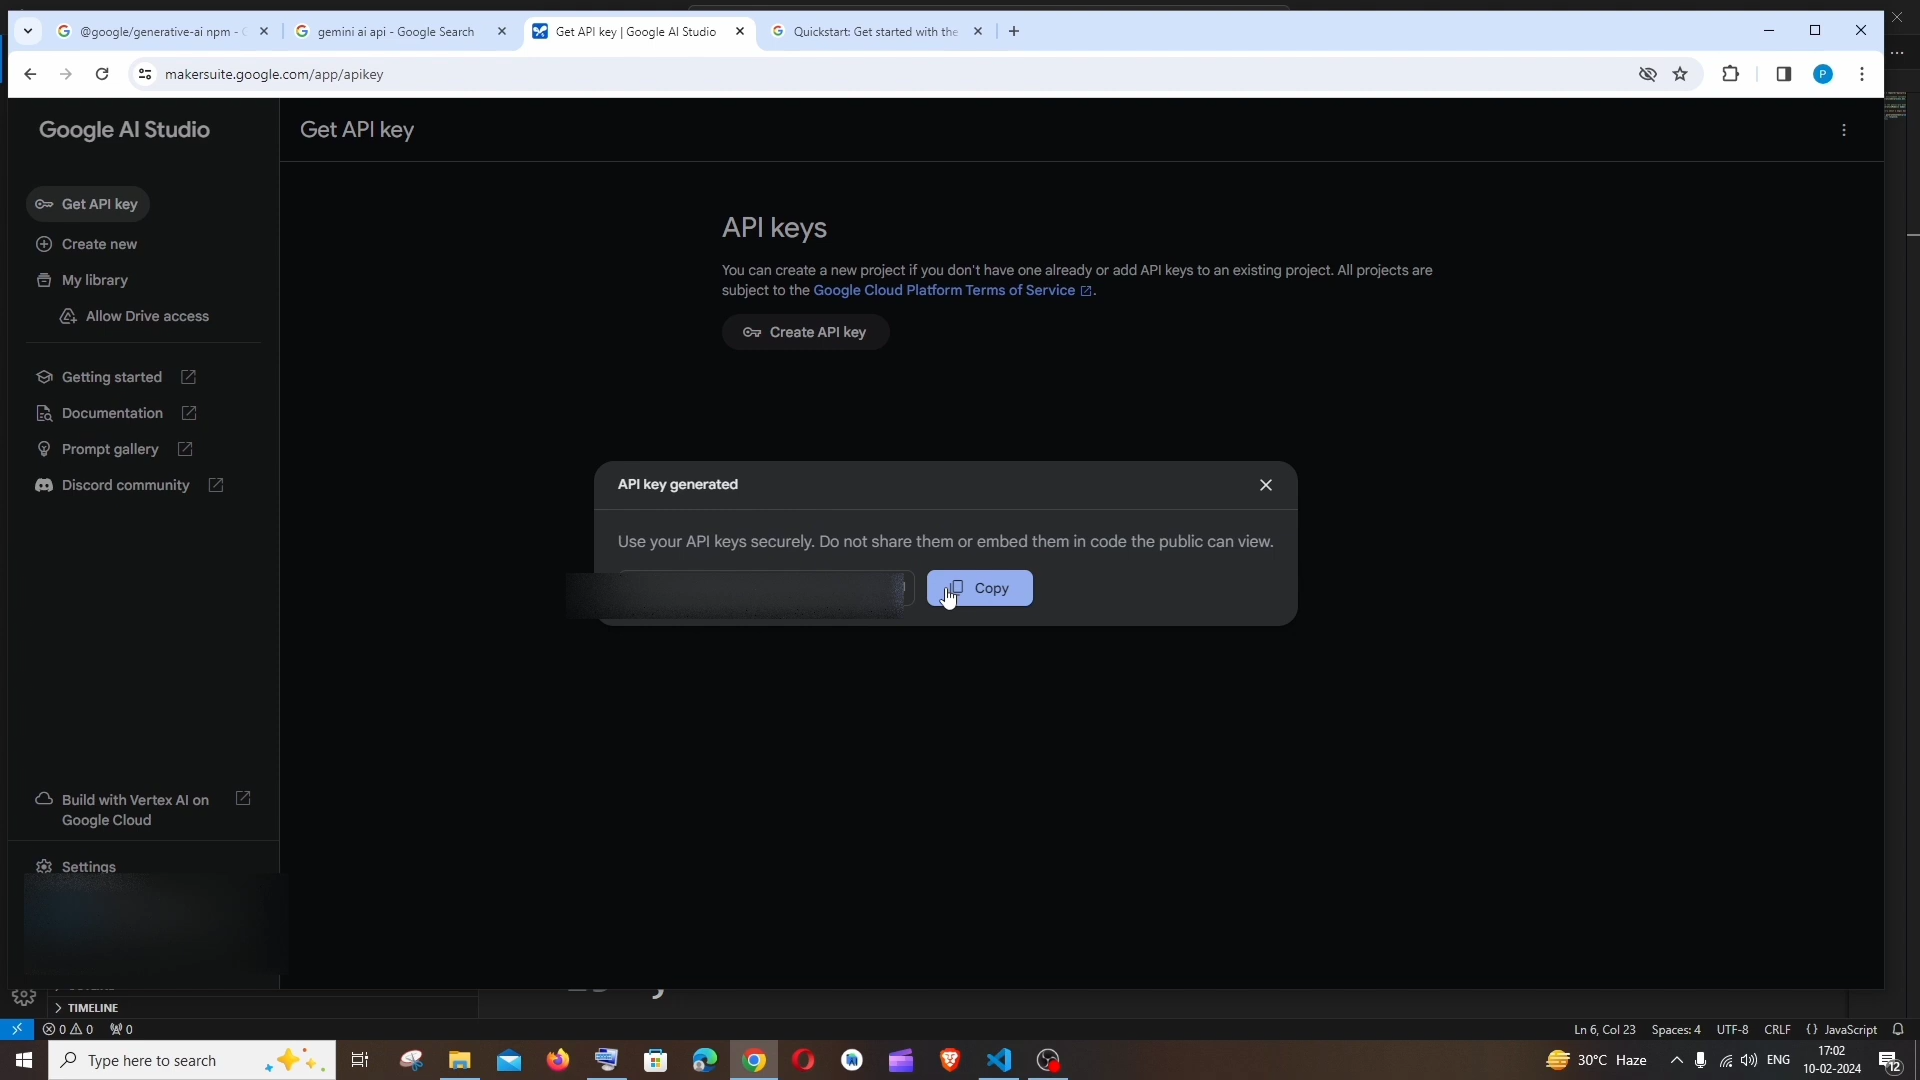 @google/generative-ai npm -
gemini ai api - Google Search
Get API key | Google AI Studio
Quickstart: Get started with the
makersuite.google.com/app/apikey
P
Google AI Studio
Get API key
Get API key
Create new
My library
Allow Drive access
Getting started
Documentation
Prompt gallery
Discord community
API keys
You can create a new project if you don't have one already or add API keys to an existing project. All projects are
subject to the Google Cloud Platform Terms of Service.
Create API key
API key generated
Use your API keys securely. Do not share them or embed them in code the public can view.
Copy
Build with Vertex AI on
Google Cloud
Settings
TIMELINE
0 0 0
Ln 6, Col 23
Spaces: 4
UTF-8
CRLF
{} JavaScript
Type here to search
30°C Haze
ENG
17:02
10-02-2024
12